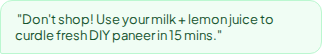 "Don't shop! Use your milk + lemon juice to
curdle fresh DIY paneer in 15 mins."